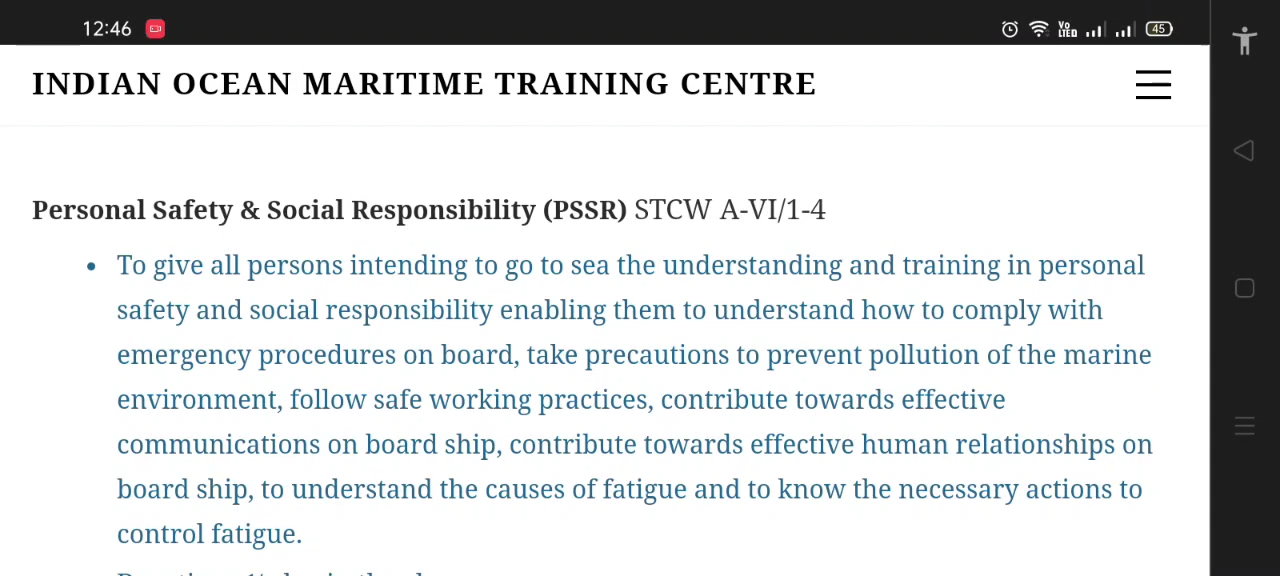 12:46
Vo
LTED
45
INDIAN OCEAN MARITIME TRAINING CENTRE
Personal Safety & Social Responsibility (PSSR) STCW A-VI/1-4
• To give all persons intending to go to sea the understanding and training in personal
safety and social responsibility enabling them to understand how to comply with
emergency procedures on board, take precautions to prevent pollution of the marine
environment, follow safe working practices, contribute towards effective
communications on board ship, contribute towards effective human relationships on
board ship, to understand the causes of fatigue and to know the necessary actions to
control fatigue.